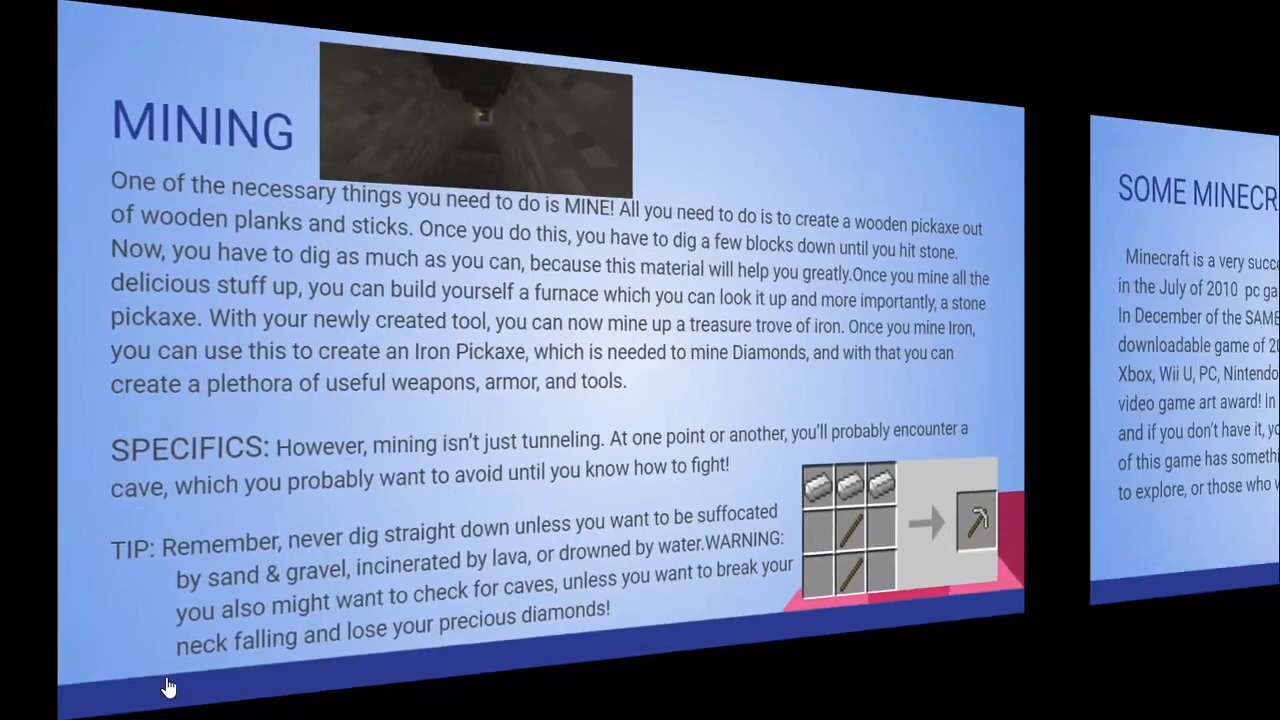 MINING
One of the necessary things you need to do is MINE! All you need to do is to create a wooden pickaxe out
of wooden planks and sticks. Once you do this, you have to dig a few blocks down until you hit stone.
Now, you have to dig as much as you can, because this material will help you greatly.Once you mine all the
delicious stuff up, you can build yourself a furnace which you can look it up and more importantly, a stone
pickaxe. With your newly created tool, you can now mine up a treasure trove of iron. Once you mine Iron,
you can use this to create an Iron Pickaxe, which is needed to mine Diamonds, and with that you can
create a plethora of useful weapons, armor, and tools.
SPECIFICS: However, mining isn't just tunneling. At one point or another, you'll probably encounter a
cave, which you probably want to avoid until you know how to fight!
TIP: Remember, never dig straight down unless you want to be suffocated
by sand & gravel, incinerated by lava, or drowned by water.WARNING:
you also might want to check for caves, unless you want to break your
neck falling and lose your precious diamonds!
SOME MINECR
Minecraft is a very succe
in the July of 2010 pc ga
In December of the SAME
downloadable game of 20
Xbox, Wii U, PC, Nintendo
video game art award! In
and if you don't have it, yo
of this game has somethi
to explore, or those who w